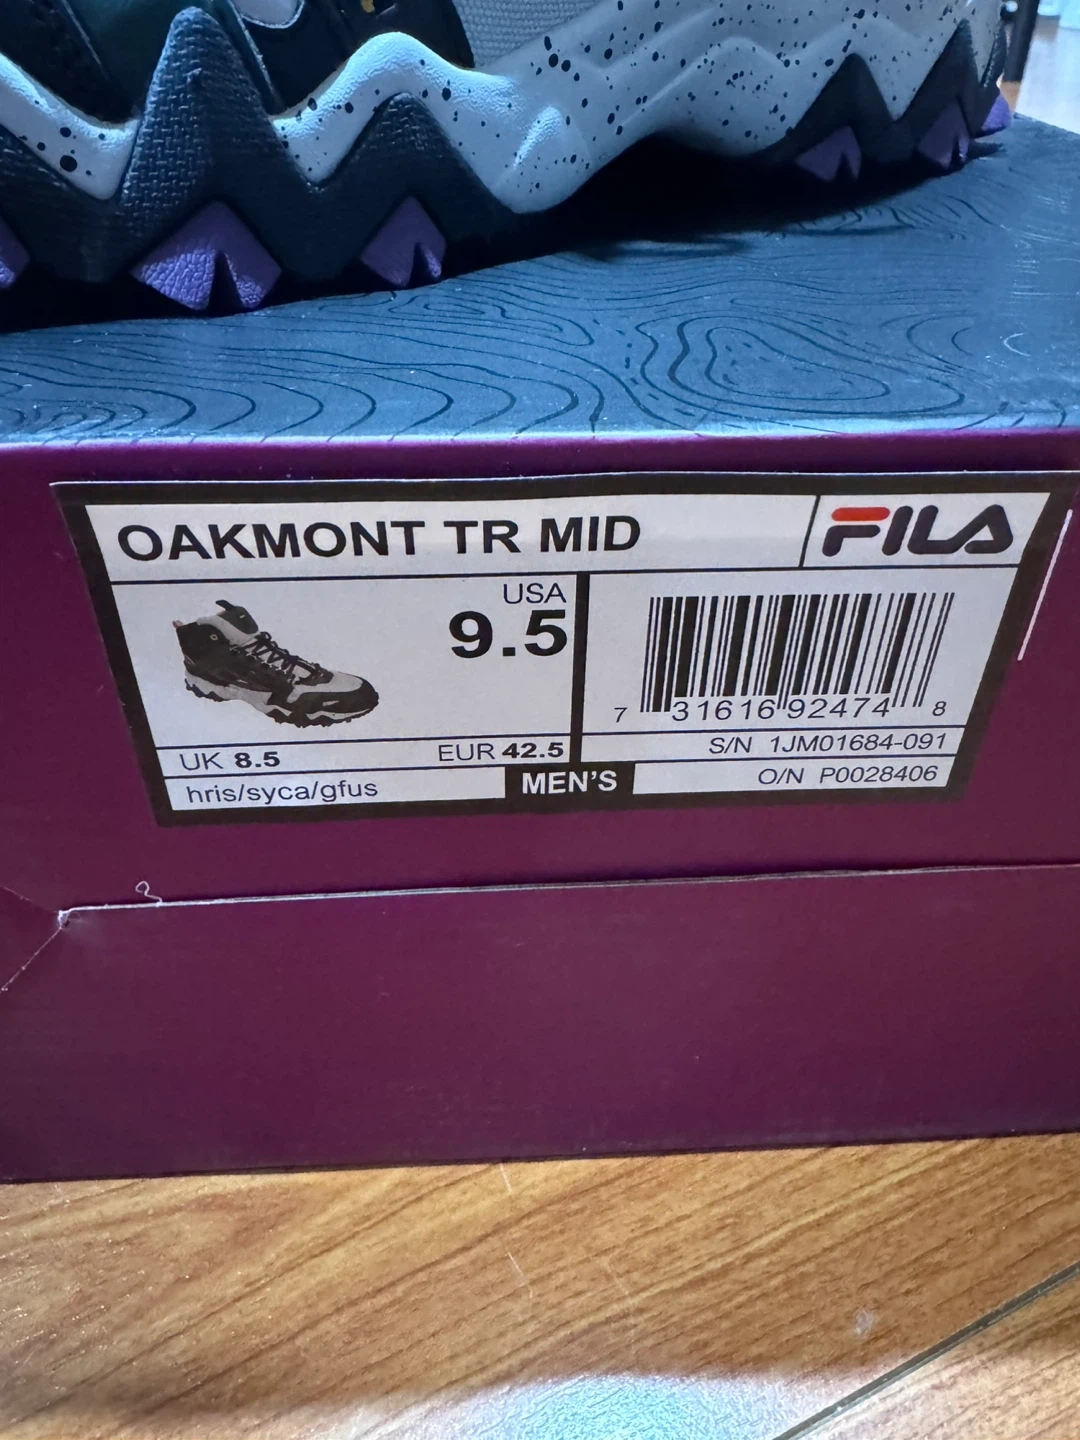 OAKMONT TR MID
FILA
USA
9.5
7 31616 92474 8
UK 8.5
EUR 42.5
S/N 1JM01684-091
hris/syca/gfus
MEN'S
O/N P0028406